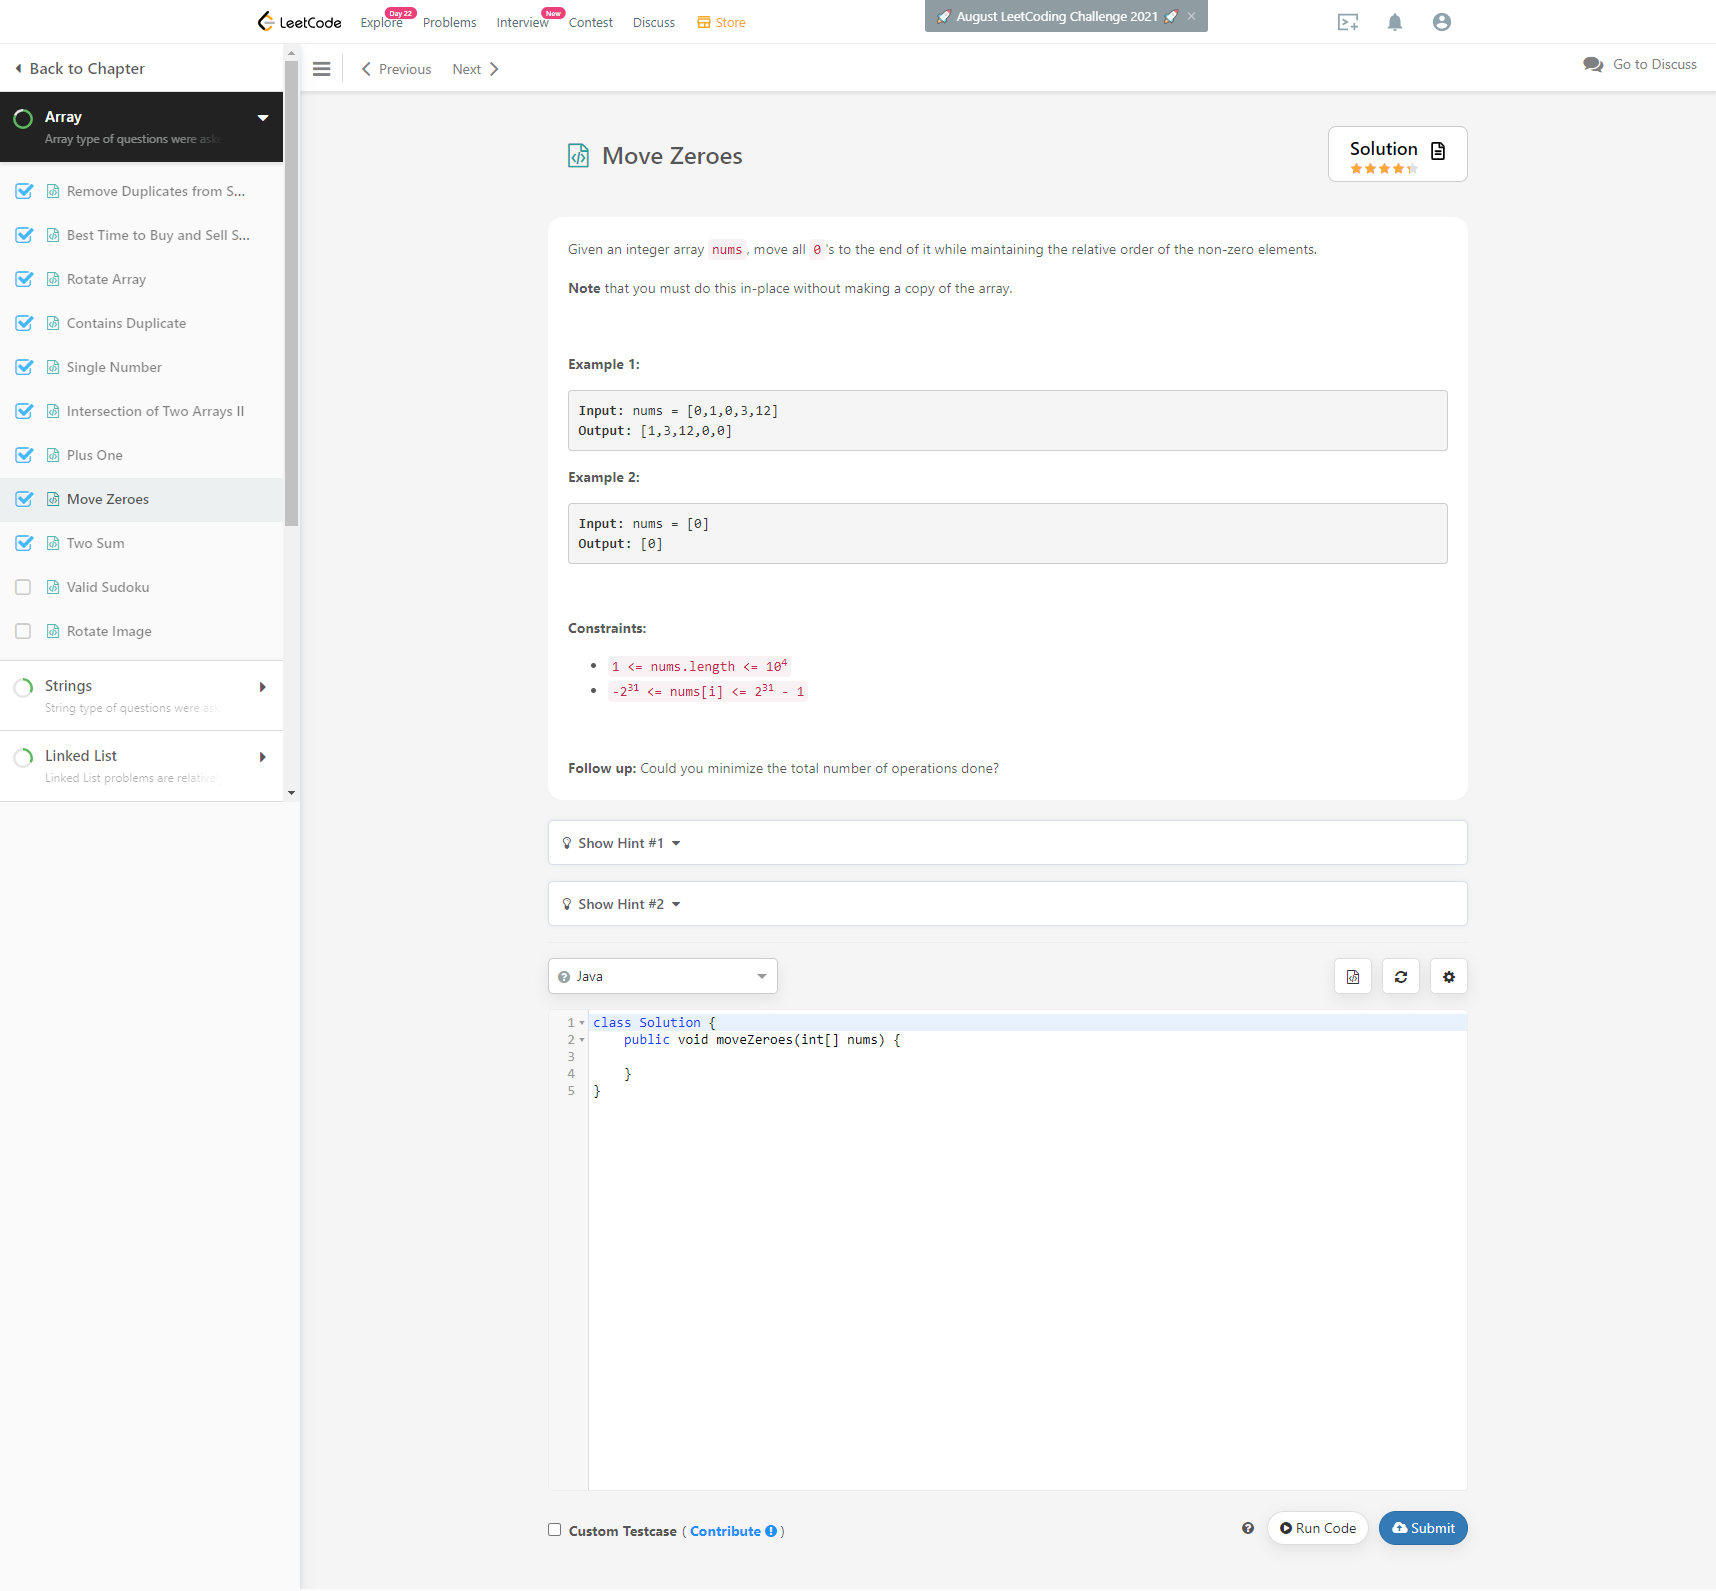 LeetCode
Explore
Day 22
Problems
Interview
New
Contest
Discuss
Store
🚀 August LeetCoding Challenge 2021 🚀 ×
Back to Chapter
Previous
Next
Go to Discuss
Array
Array type of questions were aske
Remove Duplicates from S...
Best Time to Buy and Sell S...
Rotate Array
Contains Duplicate
Single Number
Intersection of Two Arrays II
Plus One
Move Zeroes
Two Sum
Valid Sudoku
Rotate Image
Strings
String type of questions were ask
Linked List
Linked List problems are relative
Move Zeroes
Solution
Given an integer array nums, move all 0's to the end of it while maintaining the relative order of the non-zero elements.
Note that you must do this in-place without making a copy of the array.
Example 1:
Input: nums = [0,1,0,3,12]
Output: [1,3,12,0,0]
Example 2:
Input: nums = [0]
Output: [0]
Constraints:
• 1 <= nums.length <= 10⁴
• -2³¹ <= nums[i] <= 2³¹ - 1
Follow up: Could you minimize the total number of operations done?
Show Hint #1
Show Hint #2
Java
1 class Solution {
2     public void moveZeroes(int[] nums) {
3
4     }
5 }
Custom Testcase ( Contribute )
Run Code
Submit